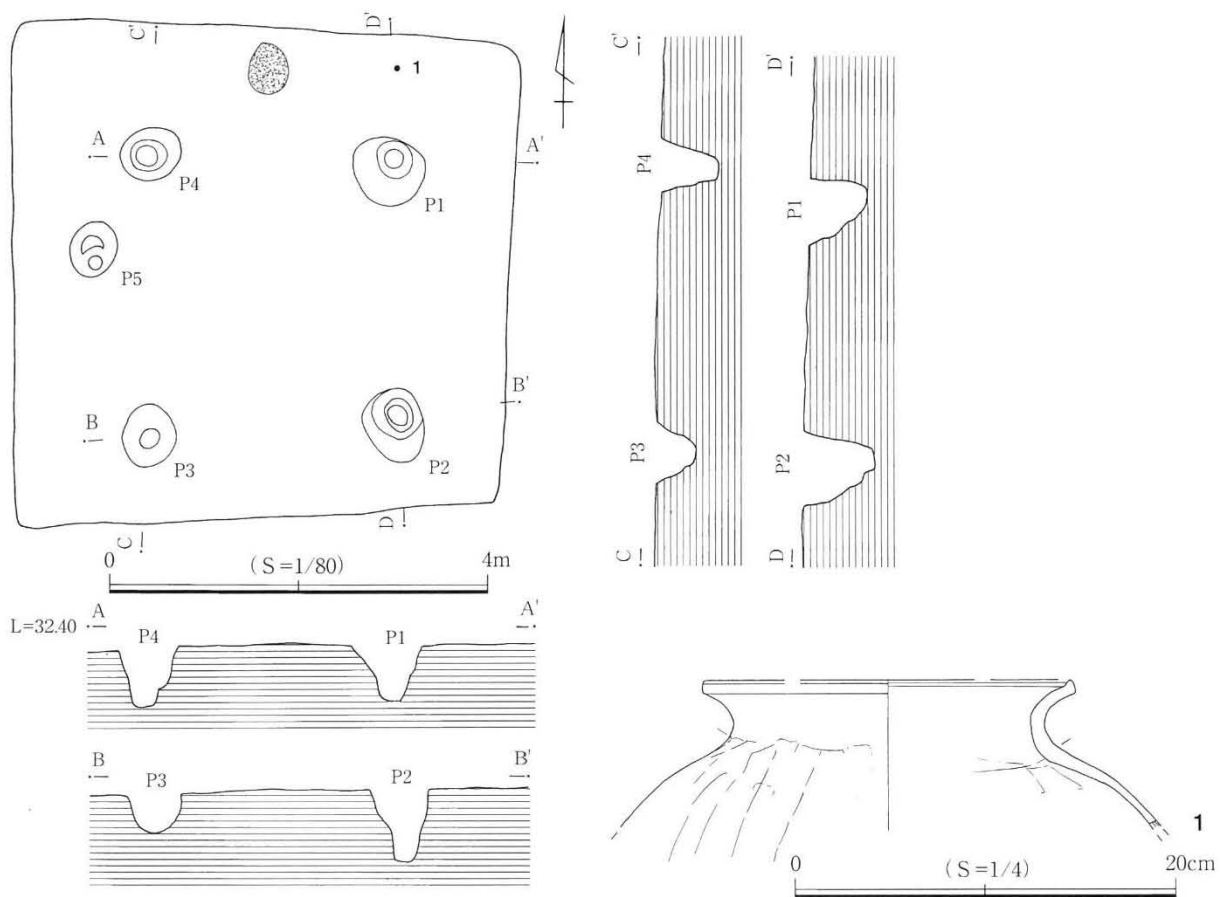 C'
D'
1
A
A'
P4
P1
P5
B'
B
P3
P2
C
D
0
(S=1/80)
4m
L=32.40
A
A'
P4
P1
B
B'
P3
P2
C'
D'
P4
P1
P3
P2
C
D
1
0
(S=1/4)
20cm